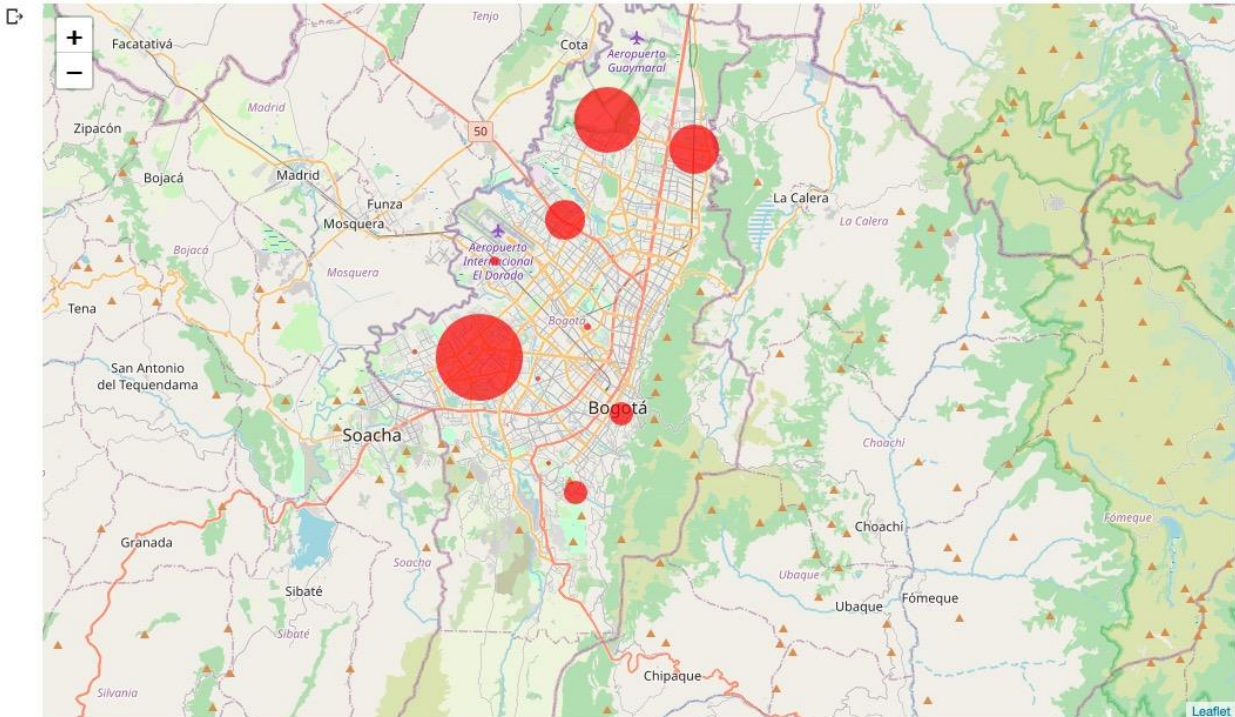 +
−
Facatativá
Tenjo
Cota
Aeropuerto
Guaymaral
Madrid
50
Zipacón
Bojacá
Madrid
Funza
Mosquera
La Calera
La Calera
Bojacá
Mosquera
Aeropuerto
Internacional
El Dorado
Tena
Bogotá
San Antonio
del Tequendama
Bogotá
Soacha
Choachí
Granada
Choachí
Fómeque
Soacha
Sibaté
Ubaque
Ubaque
Fómeque
Sibaté
Chipaque
Silvania
Leaflet